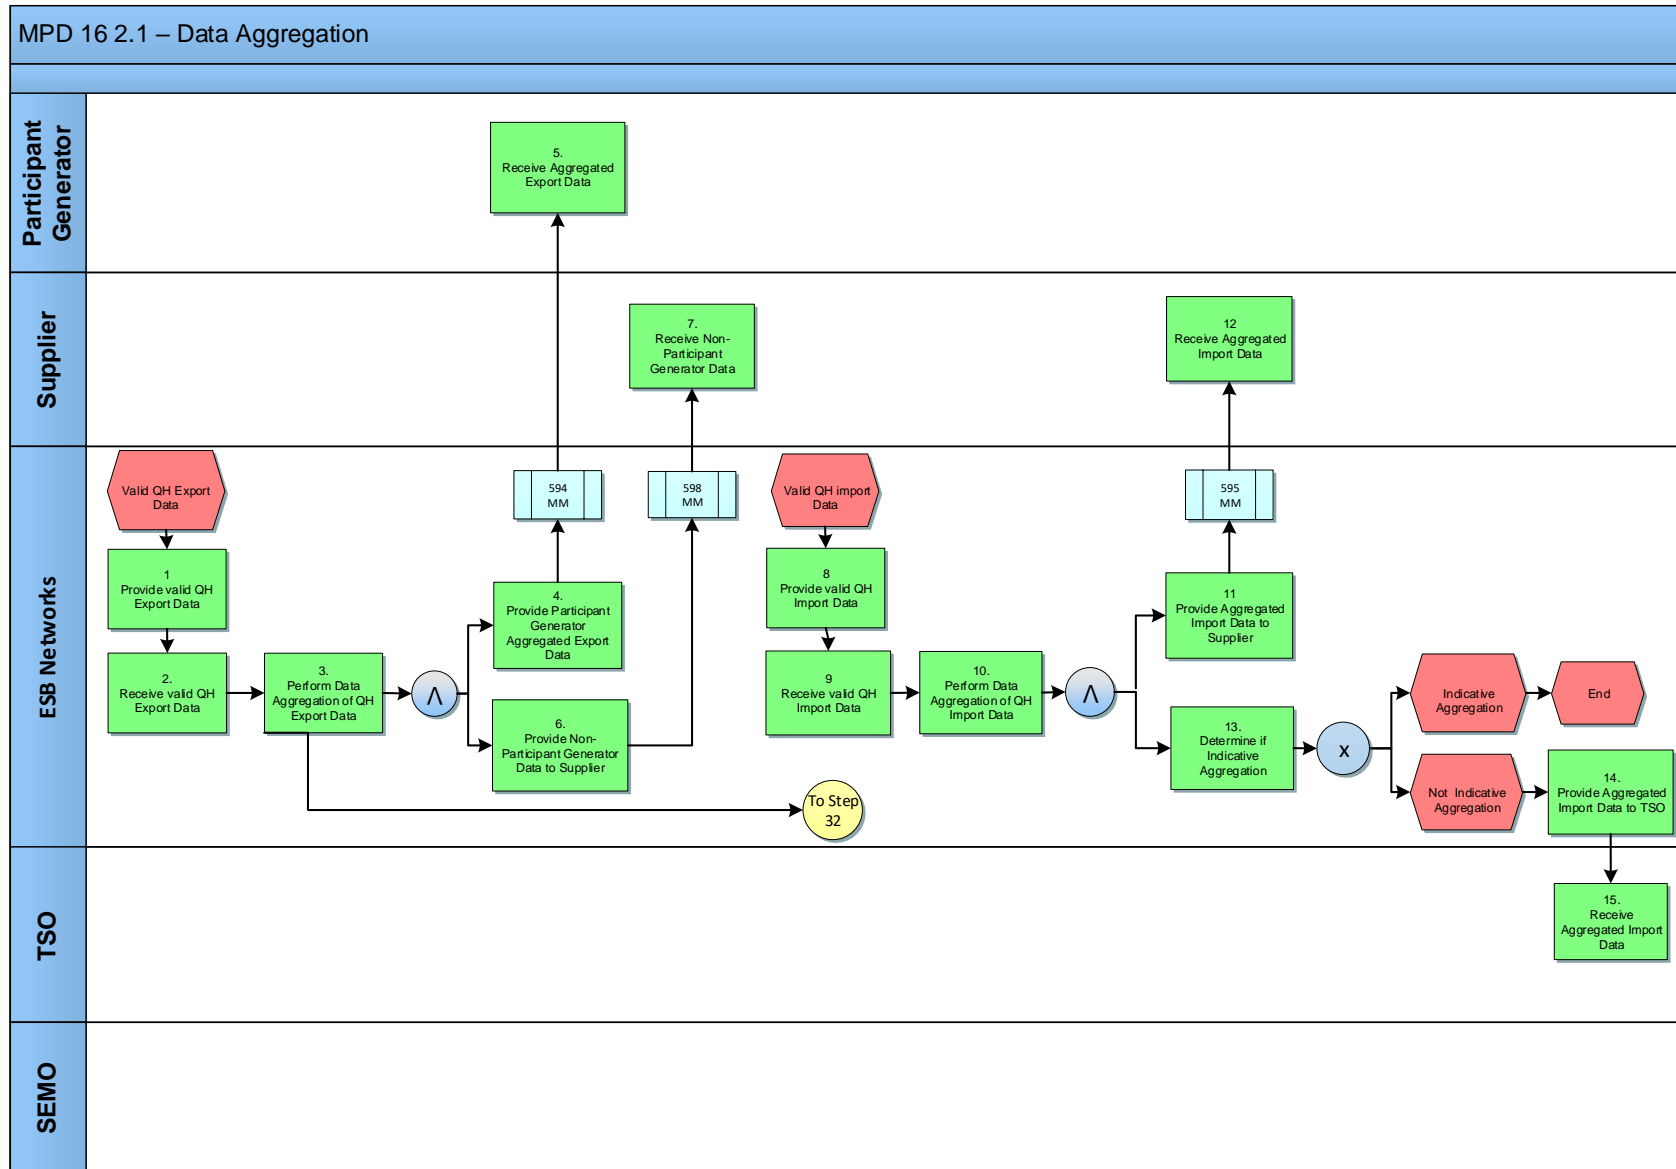 MPD 16 2.1 – Data Aggregation
Participant
Generator
5.
Receive Aggregated
Export Data
Supplier
7.
Receive Non-
Participant
Generator Data
12
Receive Aggregated
Import Data
ESB Networks
Valid QH Export
Data
594
MM
598
MM
Valid QH import
Data
595
MM
1
Provide valid QH
Export Data
4.
Provide Participant
Generator
Aggregated Export
Data
8
Provide valid QH
Import Data
11
Provide Aggregated
Import Data to
Supplier
2.
Receive valid QH
Export Data
3.
Perform Data
Aggregation of QH
Export Data
Λ
6.
Provide Non-
Participant Generator
Data to Supplier
9
Receive valid QH
Import Data
10.
Perform Data
Aggregation of QH
Import Data
Λ
13.
Determine if
Indicative
Aggregation
x
Indicative
Aggregation
End
Not Indicative
Aggregation
14.
Provide Aggregated
Import Data to TSO
To Step
32
TSO
15.
Receive
Aggregated Import
Data
SEMO